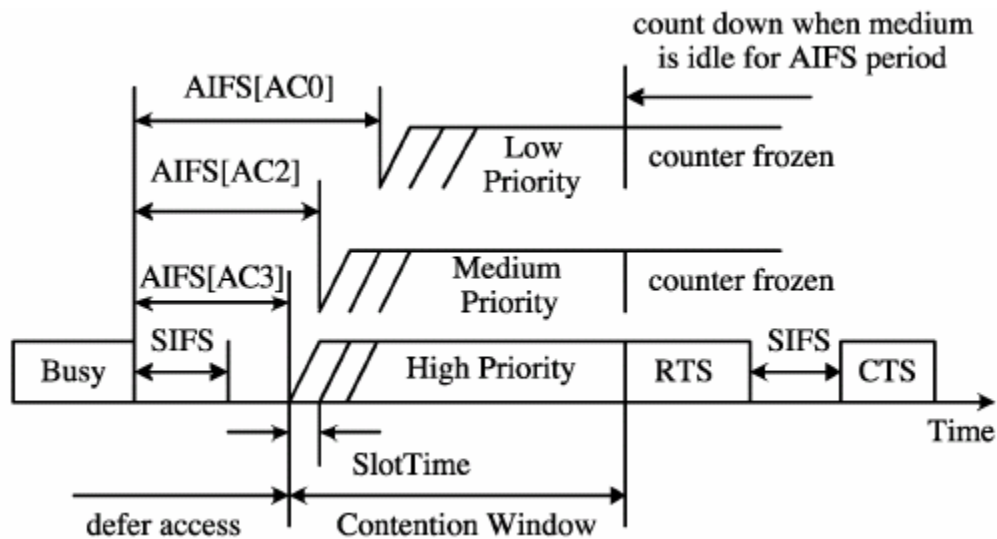 count down when medium
is idle for AIFS period
AIFS[AC0]
Low
Priority
counter frozen
AIFS[AC2]
Medium
Priority
counter frozen
AIFS[AC3]
SIFS
Busy
High Priority
RTS
SIFS
CTS
Time
SlotTime
defer access
Contention Window